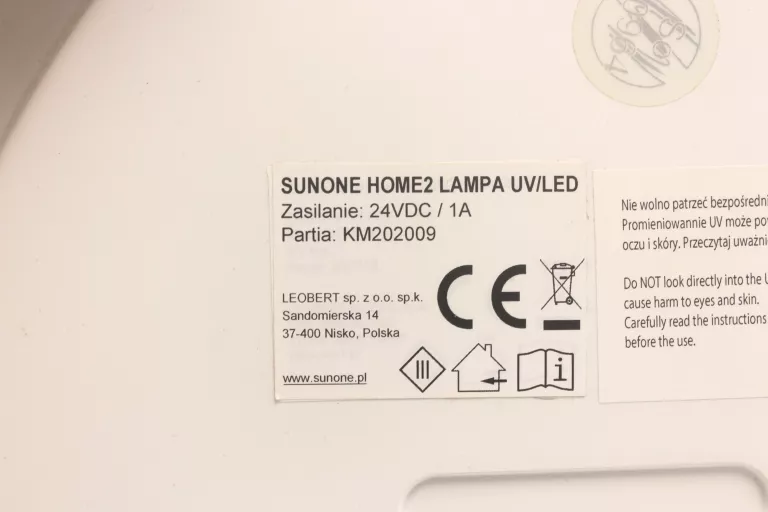 SUNONE HOME2 LAMPA UV/LED
Zasilanie: 24VDC / 1A
Partia: KM202009
LEOBERT sp. z o.o. sp.k.
Sandomierska 14
37-400 Nisko, Polska
www.sunone.pl
III
i
Nie wolno patrzeć bezpośredni
Promieniowannie UV może po
oczu i skóry. Przeczytaj uważni
Do NOT look directly into the U
cause harm to eyes and skin.
Carefully read the instructions
before the use.